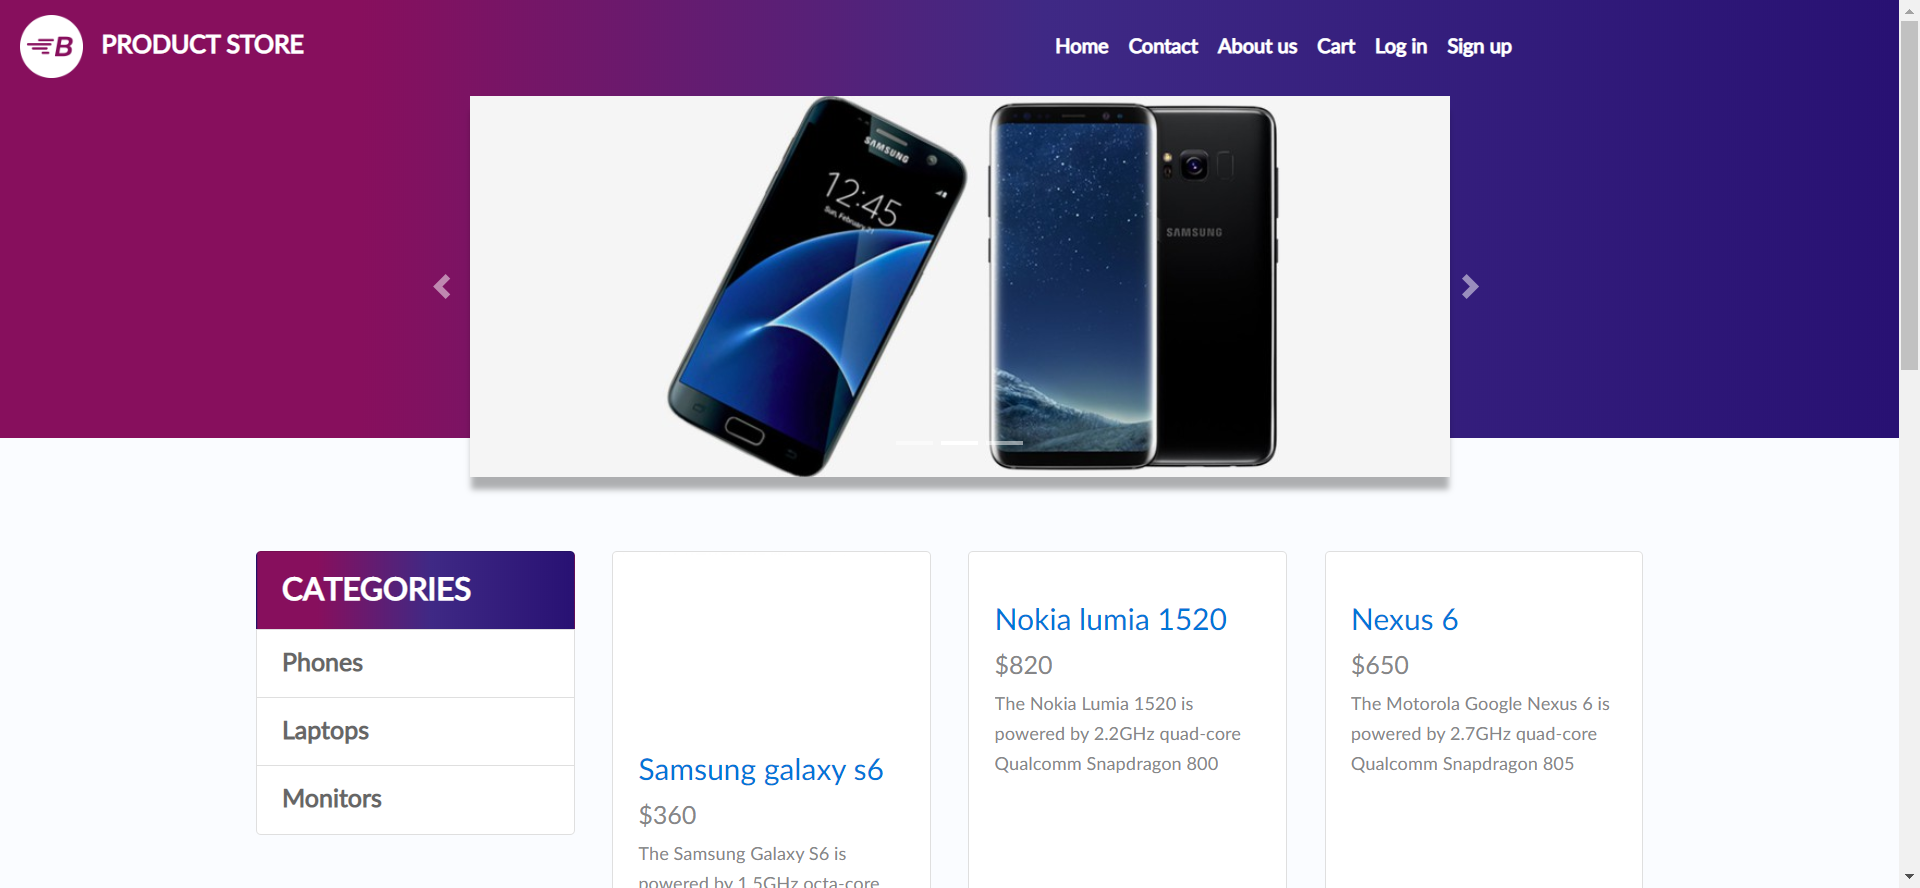 B PRODUCT STORE
Home Contact About us Cart Log in Sign up
SAMSUNG
12:45
Sun, February 21
SAMSUNG
CATEGORIES
Phones
Laptops
Monitors
Samsung galaxy s6
$360
The Samsung Galaxy S6 is
powered by 1.5GHz octa-core
Nokia lumia 1520
$820
The Nokia Lumia 1520 is
powered by 2.2GHz quad-core
Qualcomm Snapdragon 800
Nexus 6
$650
The Motorola Google Nexus 6 is
powered by 2.7GHz quad-core
Qualcomm Snapdragon 805